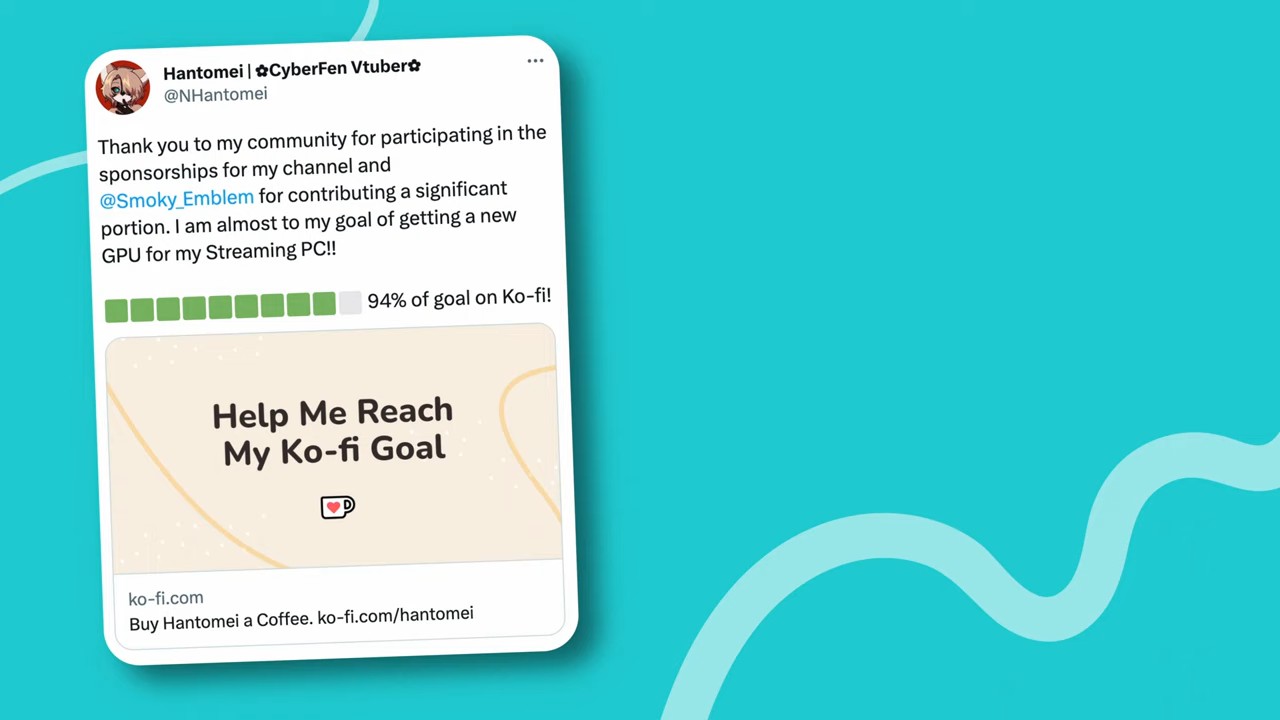 Hantomei | ✿CyberFen Vtuber✿
@NHantomei
Thank you to my community for participating in the
sponsorships for my channel and
@Smoky_Emblem for contributing a significant
portion. I am almost to my goal of getting a new
GPU for my Streaming PC!!
94% of goal on Ko-fi!
Help Me Reach
My Ko-fi Goal
ko-fi.com
Buy Hantomei a Coffee. ko-fi.com/hantomei